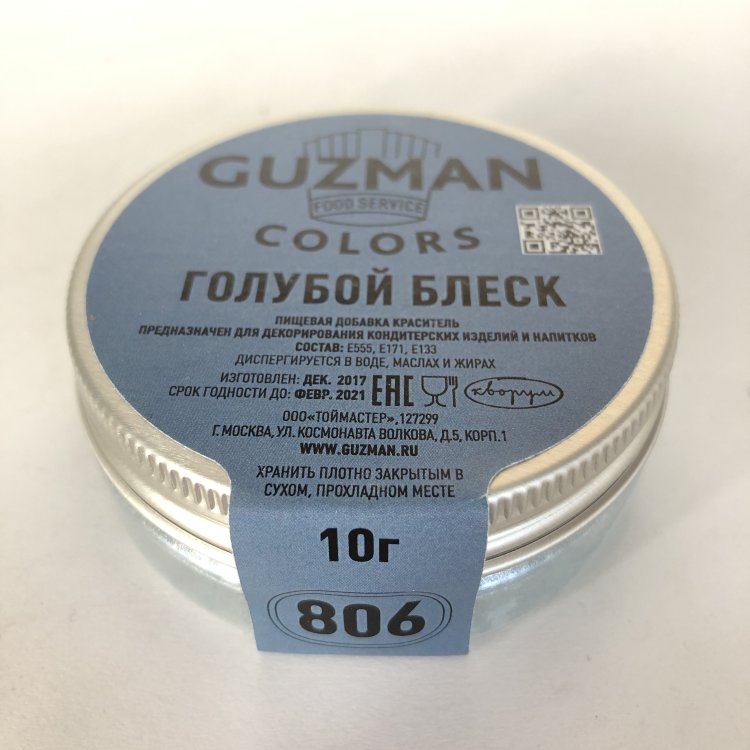 GUZMAN
FOOD SERVICE
COLORS
ГОЛУБОЙ БЛЕСК
ПИЩЕВАЯ ДОБАВКА КРАСИТЕЛЬ
ПРЕДНАЗНАЧЕН ДЛЯ ДЕКОРИРОВАНИЯ КОНДИТЕРСКИХ ИЗДЕЛИЙ И НАПИТКОВ
СОСТАВ: Е555, Е171, Е133
ДИСПЕРГИРУЕТСЯ В ВОДЕ, МАСЛАХ И ЖИРАХ
ИЗГОТОВЛЕН: ДЕК. 2017
СРОК ГОДНОСТИ ДО: ФЕВР. 2021
ЕАС
кворум
ООО«ТОЙМАСТЕР»,127299
Г. МОСКВА, УЛ. КОСМОНАВТА ВОЛКОВА, Д.5, КОРП.1
WWW.GUZMAN.RU
ХРАНИТЬ ПЛОТНО ЗАКРЫТЫМ В
СУХОМ, ПРОХЛАДНОМ МЕСТЕ
10г
806